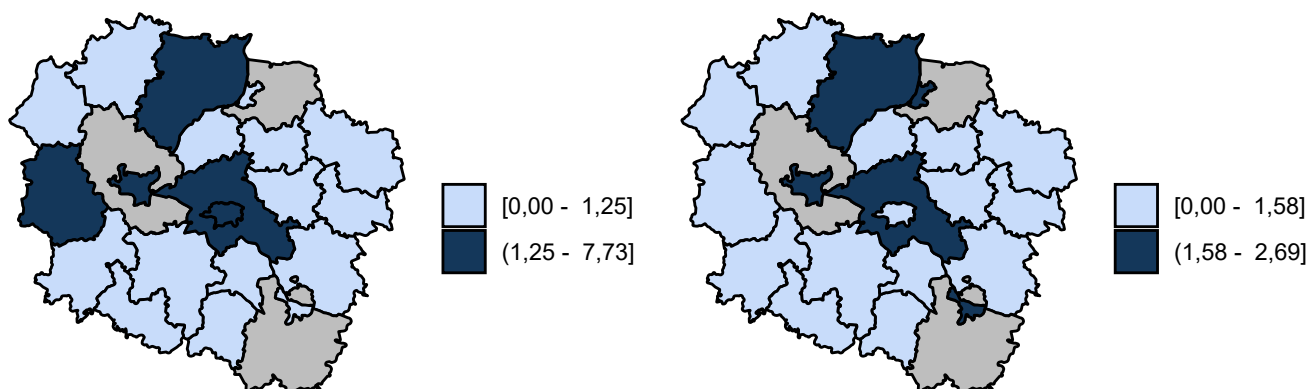 [0,00 - 1,25]
(1,25 - 7,73]
[0,00 - 1,58]
(1,58 - 2,69]